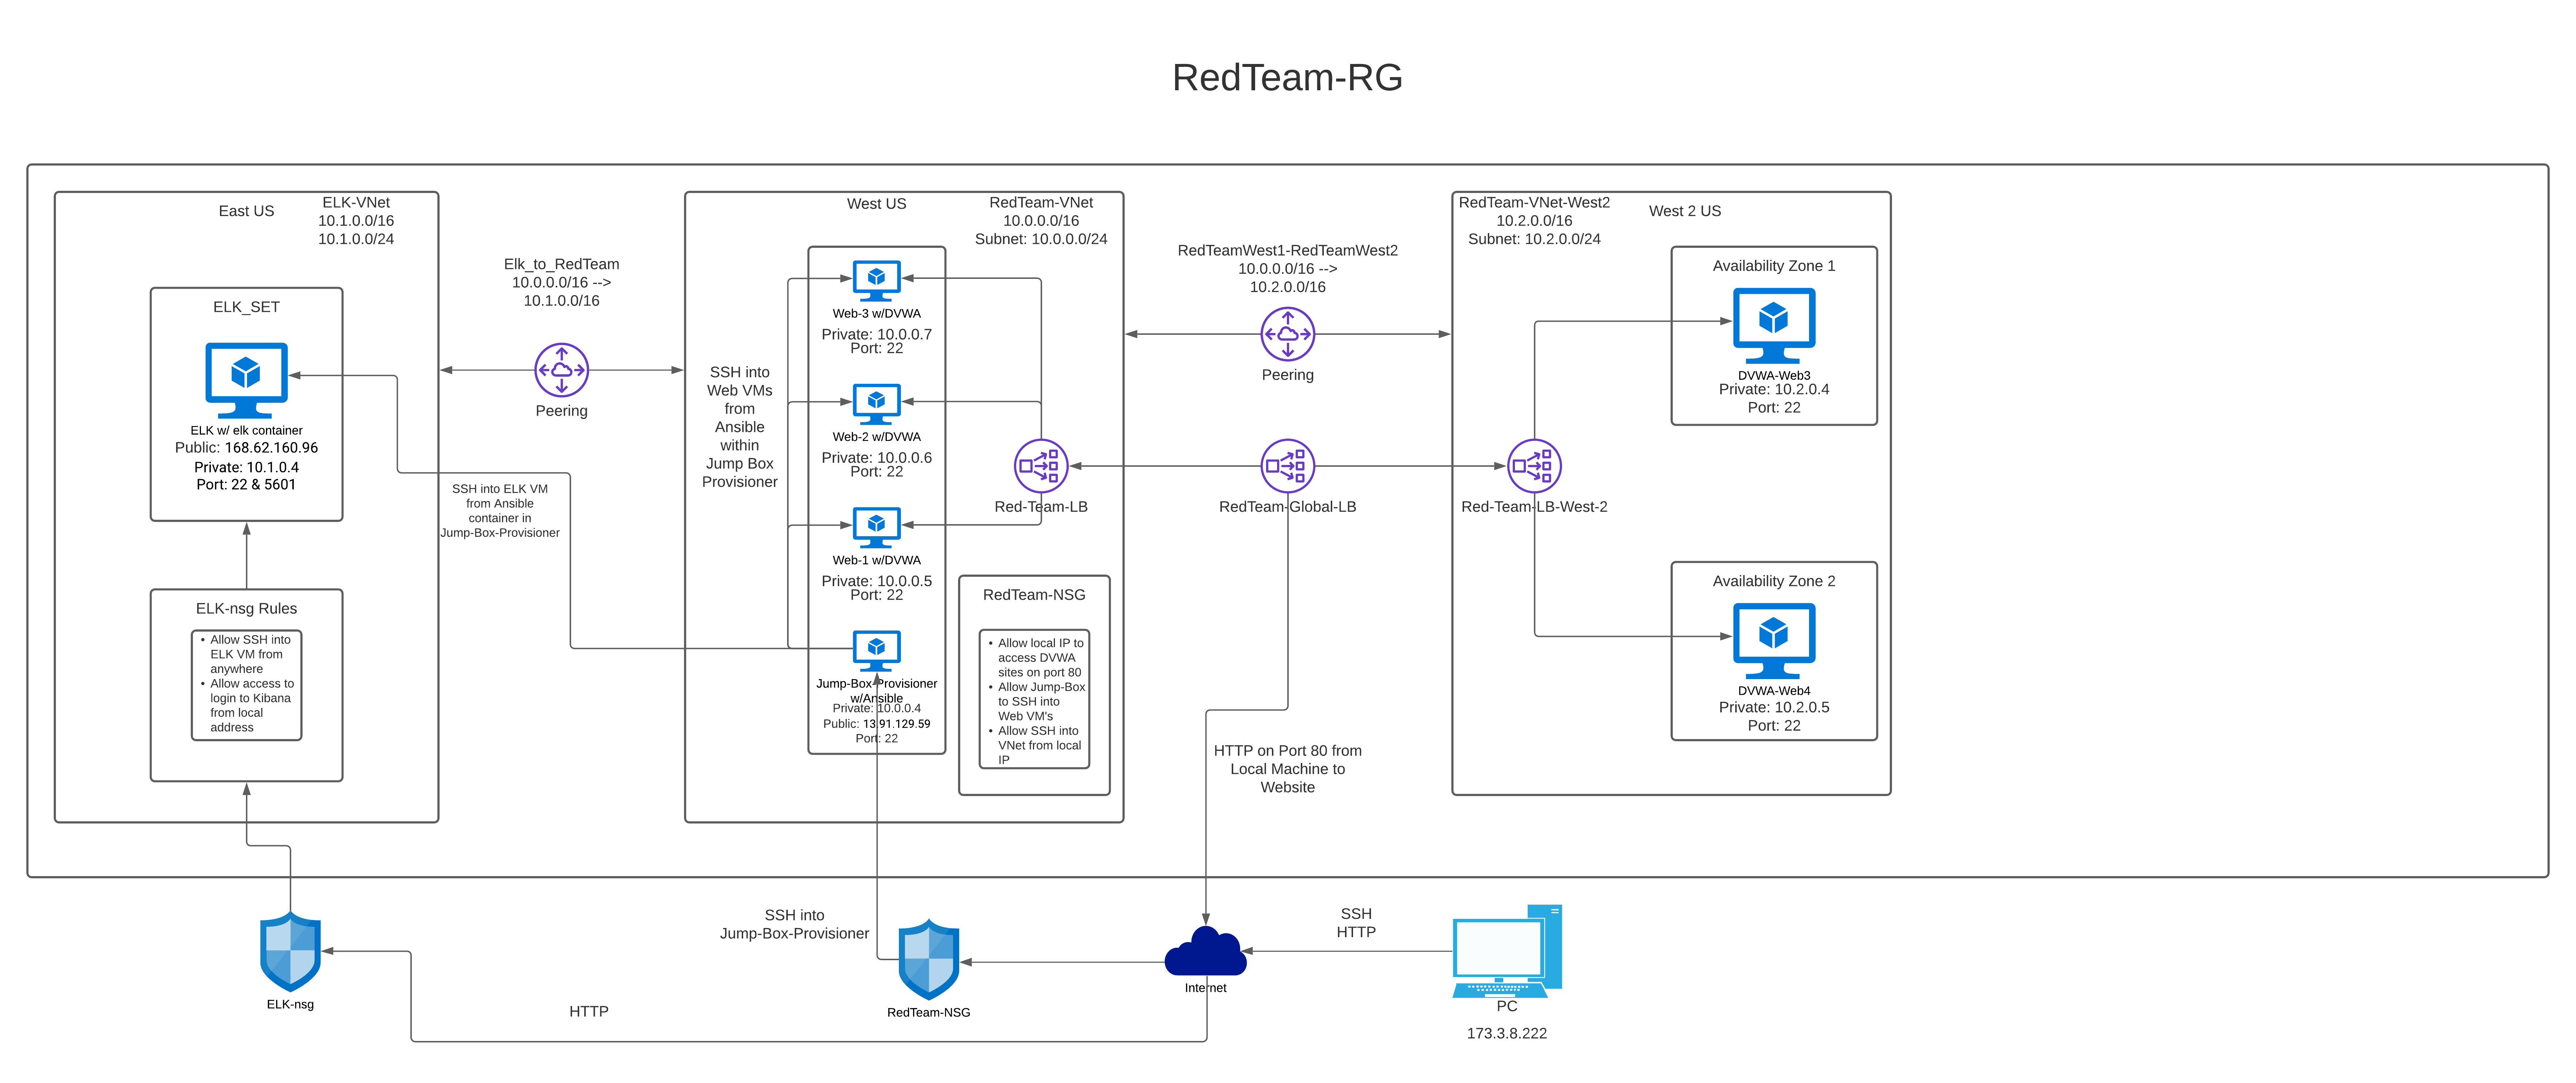 RedTeam-RG
East US
ELK-VNet
10.1.0.0/16
10.1.0.0/24
ELK_SET
ELK w/ elk container
Public: 168.62.160.96
Private: 10.1.0.4
Port: 22 & 5601
ELK-nsg Rules
• Allow SSH into
ELK VM from
anywhere
• Allow access to
login to Kibana
from local
address
Elk_to_RedTeam
10.0.0.0/16 -->
10.1.0.0/16
Peering
SSH into ELK VM
from Ansible
container in
Jump-Box-Provisioner
West US
RedTeam-VNet
10.0.0.0/16
Subnet: 10.0.0.0/24
SSH into
Web VMs
from
Ansible
within
Jump Box
Provisioner
Web-3 w/DVWA
Private: 10.0.0.7
Port: 22
Web-2 w/DVWA
Private: 10.0.0.6
Port: 22
Web-1 w/DVWA
Private: 10.0.0.5
Port: 22
Jump-Box-Provisioner
w/Ansible
Private: 10.0.0.4
Public: 13.91.129.59
Port: 22
Red-Team-LB
RedTeam-NSG
• Allow local IP to
access DVWA
sites on port 80
• Allow Jump-Box
to SSH into
Web VM's
• Allow SSH into
VNet from local
IP
RedTeamWest1-RedTeamWest2
10.0.0.0/16 -->
10.2.0.0/16
Peering
RedTeam-Global-LB
HTTP on Port 80 from
Local Machine to
Website
RedTeam-VNet-West2
10.2.0.0/16
Subnet: 10.2.0.0/24
West 2 US
Availability Zone 1
DVWA-Web3
Private: 10.2.0.4
Port: 22
Red-Team-LB-West-2
Availability Zone 2
DVWA-Web4
Private: 10.2.0.5
Port: 22
ELK-nsg
HTTP
SSH into
Jump-Box-Provisioner
RedTeam-NSG
Internet
SSH
HTTP
PC
173.3.8.222